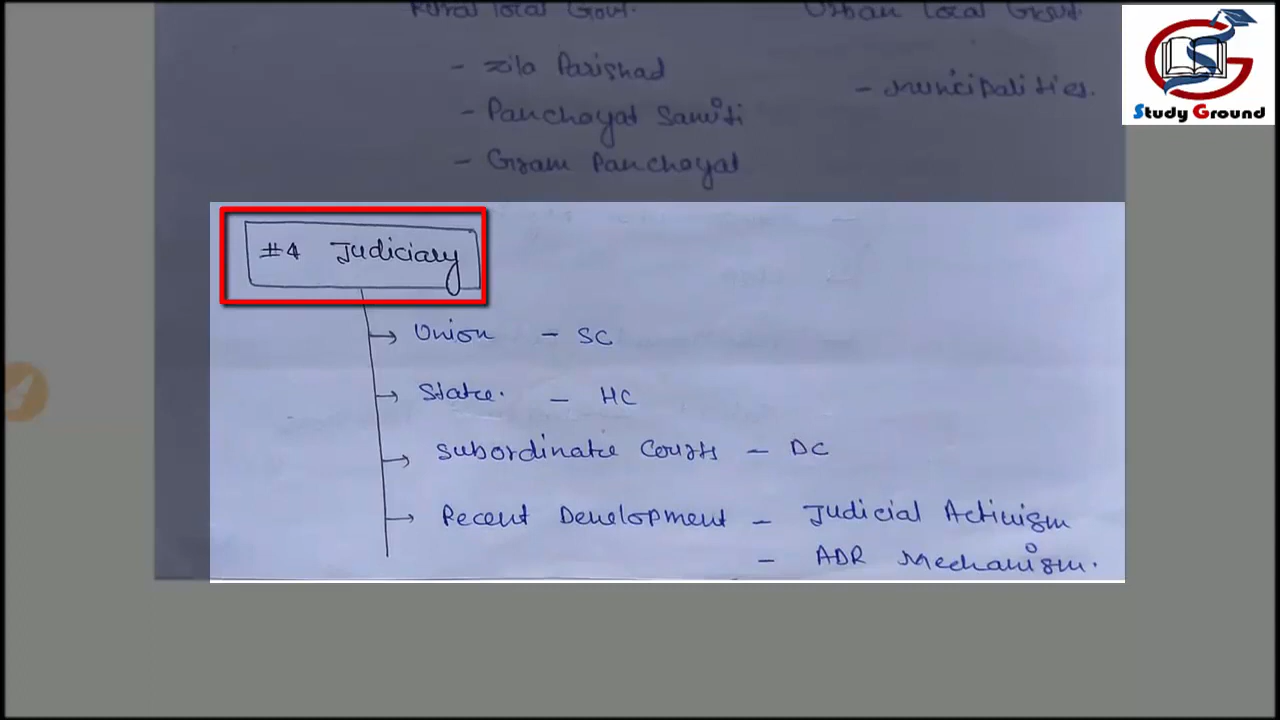 Rural local Govt.
Urban Local Govt.
- Zila Parishad
- Municipalities.
- Panchayat Samiti
- Gram Panchayat
#4 Judiciary
→ Union - SC
→ State. - HC
→ Subordinate Courts - DC
→ Recent Development - Judicial Activism
- ADR Mechanism.
Study Ground